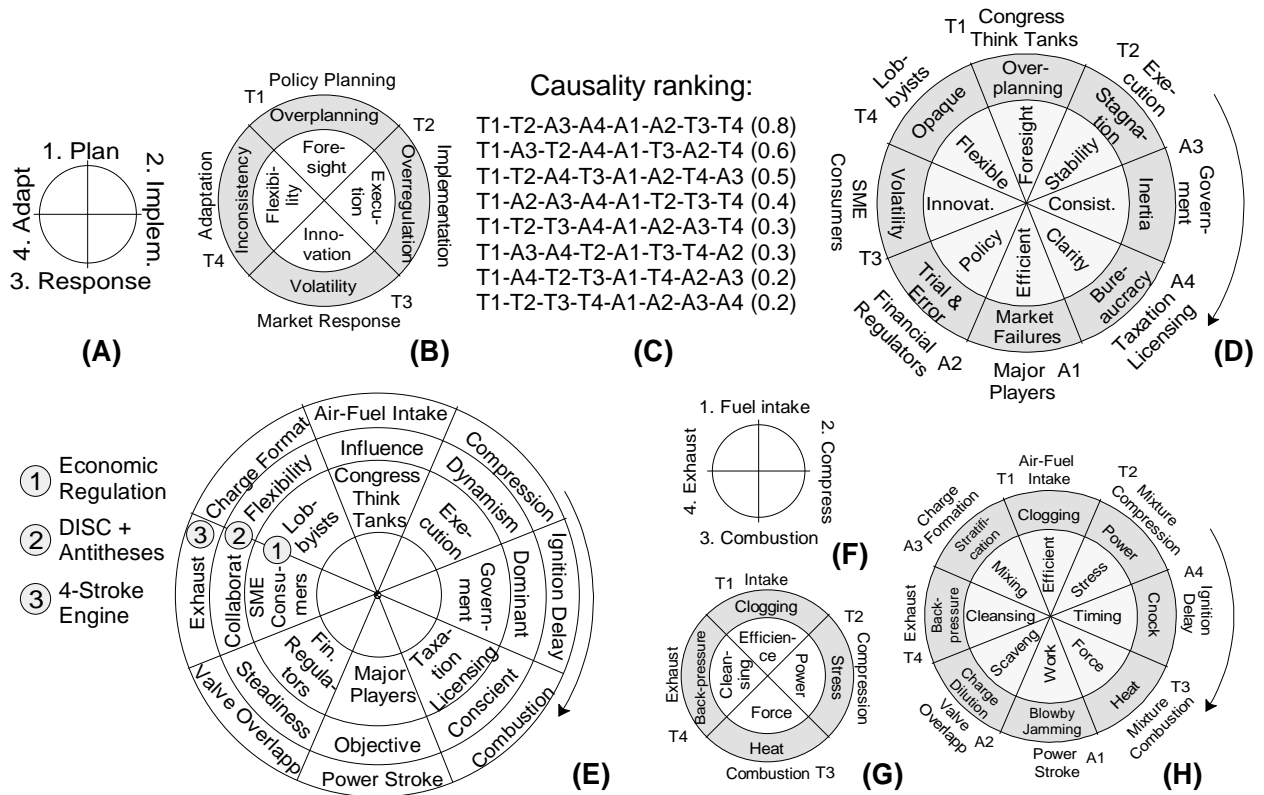 1. Plan
2. Implem.
3. Response
4. Adapt
(A)
Policy Planning
T1
Overplanning
T2
Implementation
Overregulation
Adaptation
Inconsistency
Fore-
sight
Execu-
tion
Flexibi-
lity
Inno-
vation
Volatility
T4
T3
Market Response
(B)
Causality ranking:
T1-T2-A3-A4-A1-A2-T3-T4 (0.8)
T1-A3-T2-A4-A1-T3-A2-T4 (0.6)
T1-T2-A4-T3-A1-A2-T4-A3 (0.5)
T1-A2-A3-A4-A1-T2-T3-T4 (0.4)
T1-T2-T3-A4-A1-A2-A3-T4 (0.3)
T1-A3-A4-T2-A1-T3-T4-A2 (0.3)
T1-A4-T2-T3-A1-T4-A2-A3 (0.2)
T1-T2-T3-T4-A1-A2-A3-A4 (0.2)
(C)
T1
Congress
Think Tanks
T2 Exe-
cution
A3
Govern-
ment
A4
Taxation
Licensing
A1
Major
Players
A2
Financial
Regulators
T3
SME
Consumers
T4
Lob-
byists
Over-
planning
Stagna-
tion
Inertia
Bure-
aucracy
Market
Failures
Trial &
Error
Volatility
Opaque
Foresight
Stability
Consist.
Clarity
Efficient
Policy
Innovat.
Flexible
(D)
1 Economic
Regulation
2 DISC +
Antitheses
3 4-Stroke
Engine
Air-Fuel Intake
Compression
Ignition Delay
Combustion
Power Stroke
Valve Overlapp
Exhaust
Charge Format
Influence
Dynamism
Dominant
Conscient
Objective
Steadiness
Collaborat
Flexibility
Congress
Think
Tanks
Exe-
cution
Govern-
ment
Taxa-
tion
Licensing
Major
Players
Fin.
Regula-
tors
SME
Consu-
mers
Lob-
byists
3
2
1
(E)
1. Fuel intake
2. Compress
3. Combustion
4. Exhaust
(F)
T1
Intake
Clogging
T2
Compression
Stress
Efficien-
ce
Power
Clean-
sing
Force
Heat
Back-pressure
Exhaust
T4
Combustion T3
(G)
Air-Fuel
Intake
T1
T2 Mixture
Compression
A4
Ignition
Delay
T3
Mixture
Combustion
A1
Power
Stroke
A2
Valve
Overlapp
T4
Exhaust
A3
Charge
Formation
Clogging
Power
Cnock
Heat
Blowby
Jamming
Charge
Dilution
Back-
pressure
Stratifi-
cation
Efficient
Stress
Timing
Force
Work
Scaveng
Cleansing
Mixing
(H)